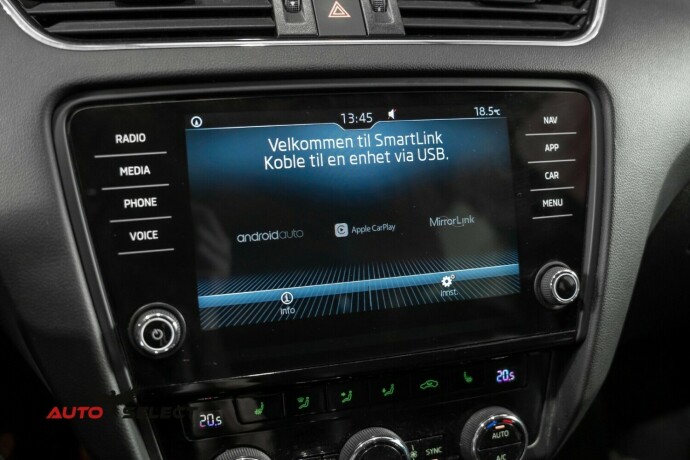 13:45
18.5°C
RADIO
MEDIA
PHONE
VOICE
Velkommen til SmartLink
Koble til en enhet via USB.
androidauto
Apple CarPlay
MirrorLink
info
innst.
NAV
APP
CAR
MENU
20.5
20.5
AUTO
SYNC
A/C
AUTO SELECT